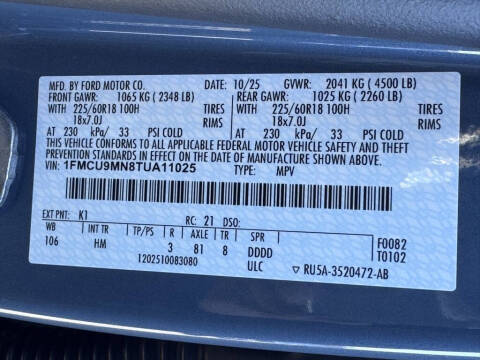 MFD. BY FORD MOTOR CO. DATE: 10/25 GVWR: 2041 KG ( 4500 LB)
FRONT GAWR: 1065 KG ( 2348 LB) REAR GAWR: 1025 KG ( 2260 LB)
WITH 225/60R18 100H TIRES WITH 225/60R18 100H TIRES
18x7.0J RIMS 18x7.0J RIMS
AT 230 kPa/ 33 PSI COLD AT 230 kPa/ 33 PSI COLD
THIS VEHICLE CONFORMS TO ALL APPLICABLE FEDERAL MOTOR VEHICLE SAFETY AND THEFT
PREVENTION STANDARDS IN EFFECT ON THE DATE OF MANUFACTURE SHOWN ABOVE.
VIN: 1FMCU9MN8TUA11025 TYPE: MPV
EXT PNT: K1 RC: 21 DSO: F0082
WB INT TR TP/PS R AXLE TR SPR T0102
106 HM 3 81 8 DDDD
1202510083080 ULC ▽ RU5A-3520472-AB